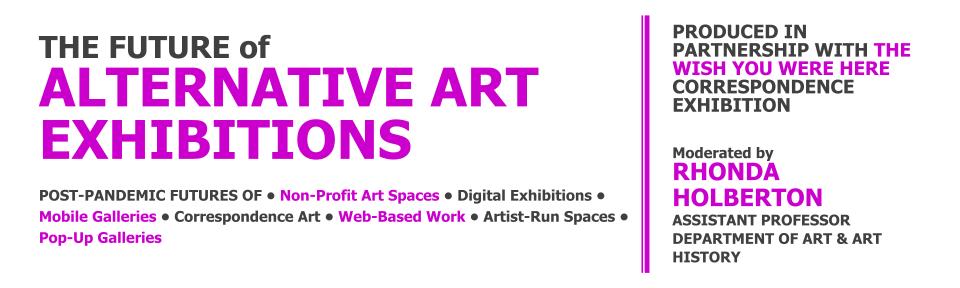 THE FUTURE of
ALTERNATIVE ART
EXHIBITIONS
POST-PANDEMIC FUTURES OF ● Non-Profit Art Spaces ● Digital Exhibitions ●
Mobile Galleries ● Correspondence Art ● Web-Based Work ● Artist-Run Spaces ●
Pop-Up Galleries
PRODUCED IN
PARTNERSHIP WITH THE
WISH YOU WERE HERE
CORRESPONDENCE
EXHIBITION
Moderated by
RHONDA
HOLBERTON
ASSISTANT PROFESSOR
DEPARTMENT OF ART & ART
HISTORY